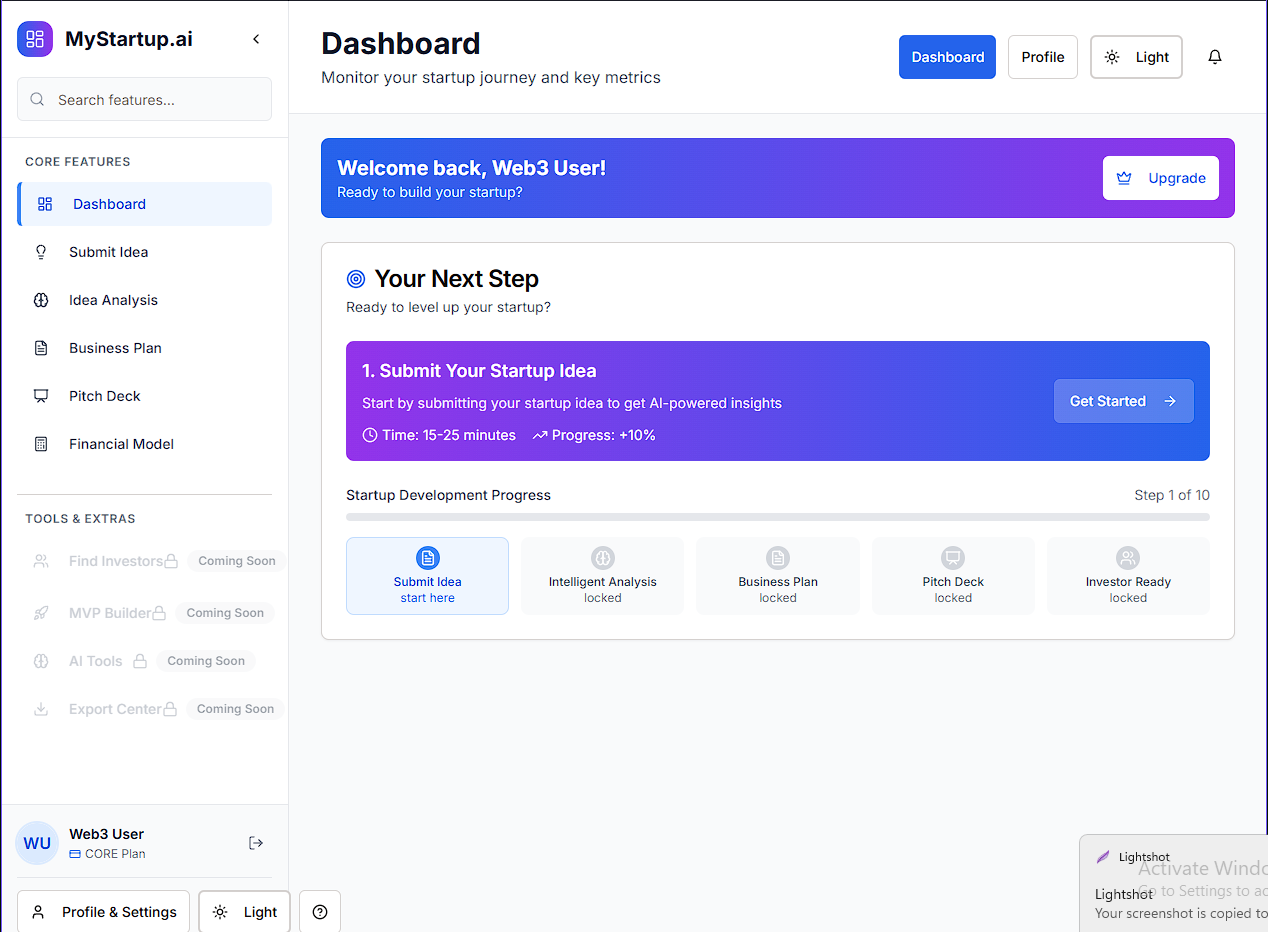 MyStartup.ai
Search features...
CORE FEATURES
Dashboard
Submit Idea
Idea Analysis
Business Plan
Pitch Deck
Financial Model
TOOLS & EXTRAS
Find Investors Coming Soon
MVP Builder Coming Soon
AI Tools Coming Soon
Export Center Coming Soon
WU Web3 User
CORE Plan
Profile & Settings Light
Dashboard
Monitor your startup journey and key metrics
Dashboard Profile Light
Welcome back, Web3 User!
Ready to build your startup?
Upgrade
Your Next Step
Ready to level up your startup?
1. Submit Your Startup Idea
Start by submitting your startup idea to get AI-powered insights
Time: 15-25 minutes Progress: +10%
Get Started
Startup Development Progress Step 1 of 10
Submit Idea
start here
Intelligent Analysis
locked
Business Plan
locked
Pitch Deck
locked
Investor Ready
locked
Lightshot
Activate Windo
Go to Settings to ac
Lightshot
Your screenshot is copied to